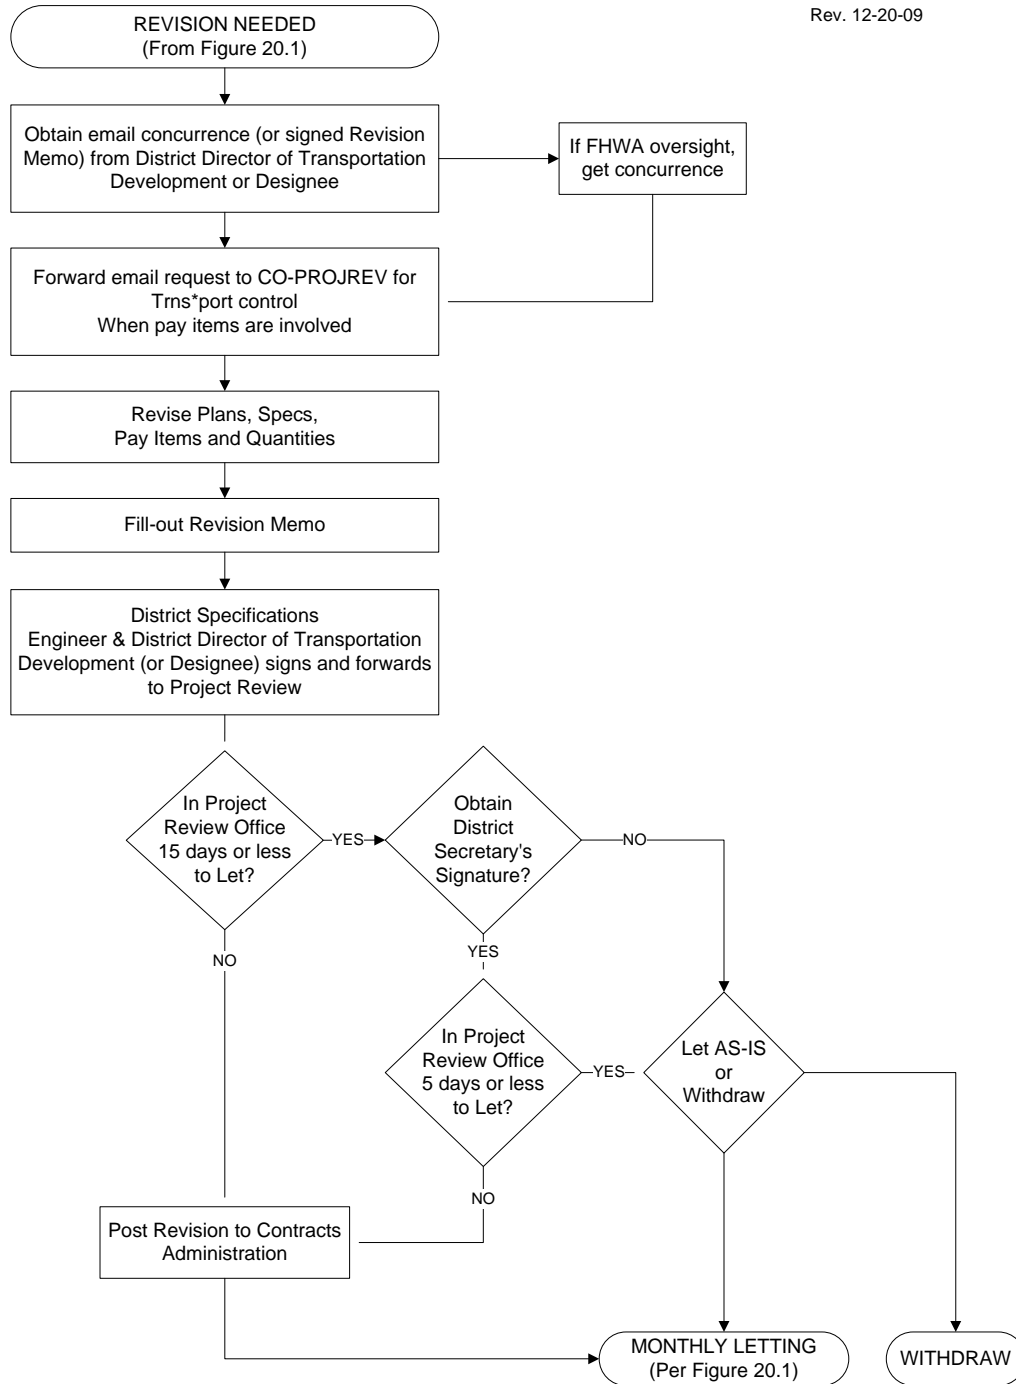 Rev. 12-20-09
REVISION NEEDED
(From Figure 20.1)
Obtain email concurrence (or signed Revision
Memo) from District Director of Transportation
Development or Designee
If FHWA oversight,
get concurrence
Forward email request to CO-PROJREV for
Trns*port control
When pay items are involved
Revise Plans, Specs,
Pay Items and Quantities
Fill-out Revision Memo
District Specifications
Engineer & District Director of Transportation
Development (or Designee) signs and forwards
to Project Review
In Project
Review Office
15 days or less
to Let?
YES
Obtain
District
Secretary's
Signature?
NO
NO
YES
In Project
Review Office
5 days or less
to Let?
YES
Let AS-IS
or
Withdraw
NO
Post Revision to Contracts
Administration
MONTHLY LETTING
(Per Figure 20.1)
WITHDRAW